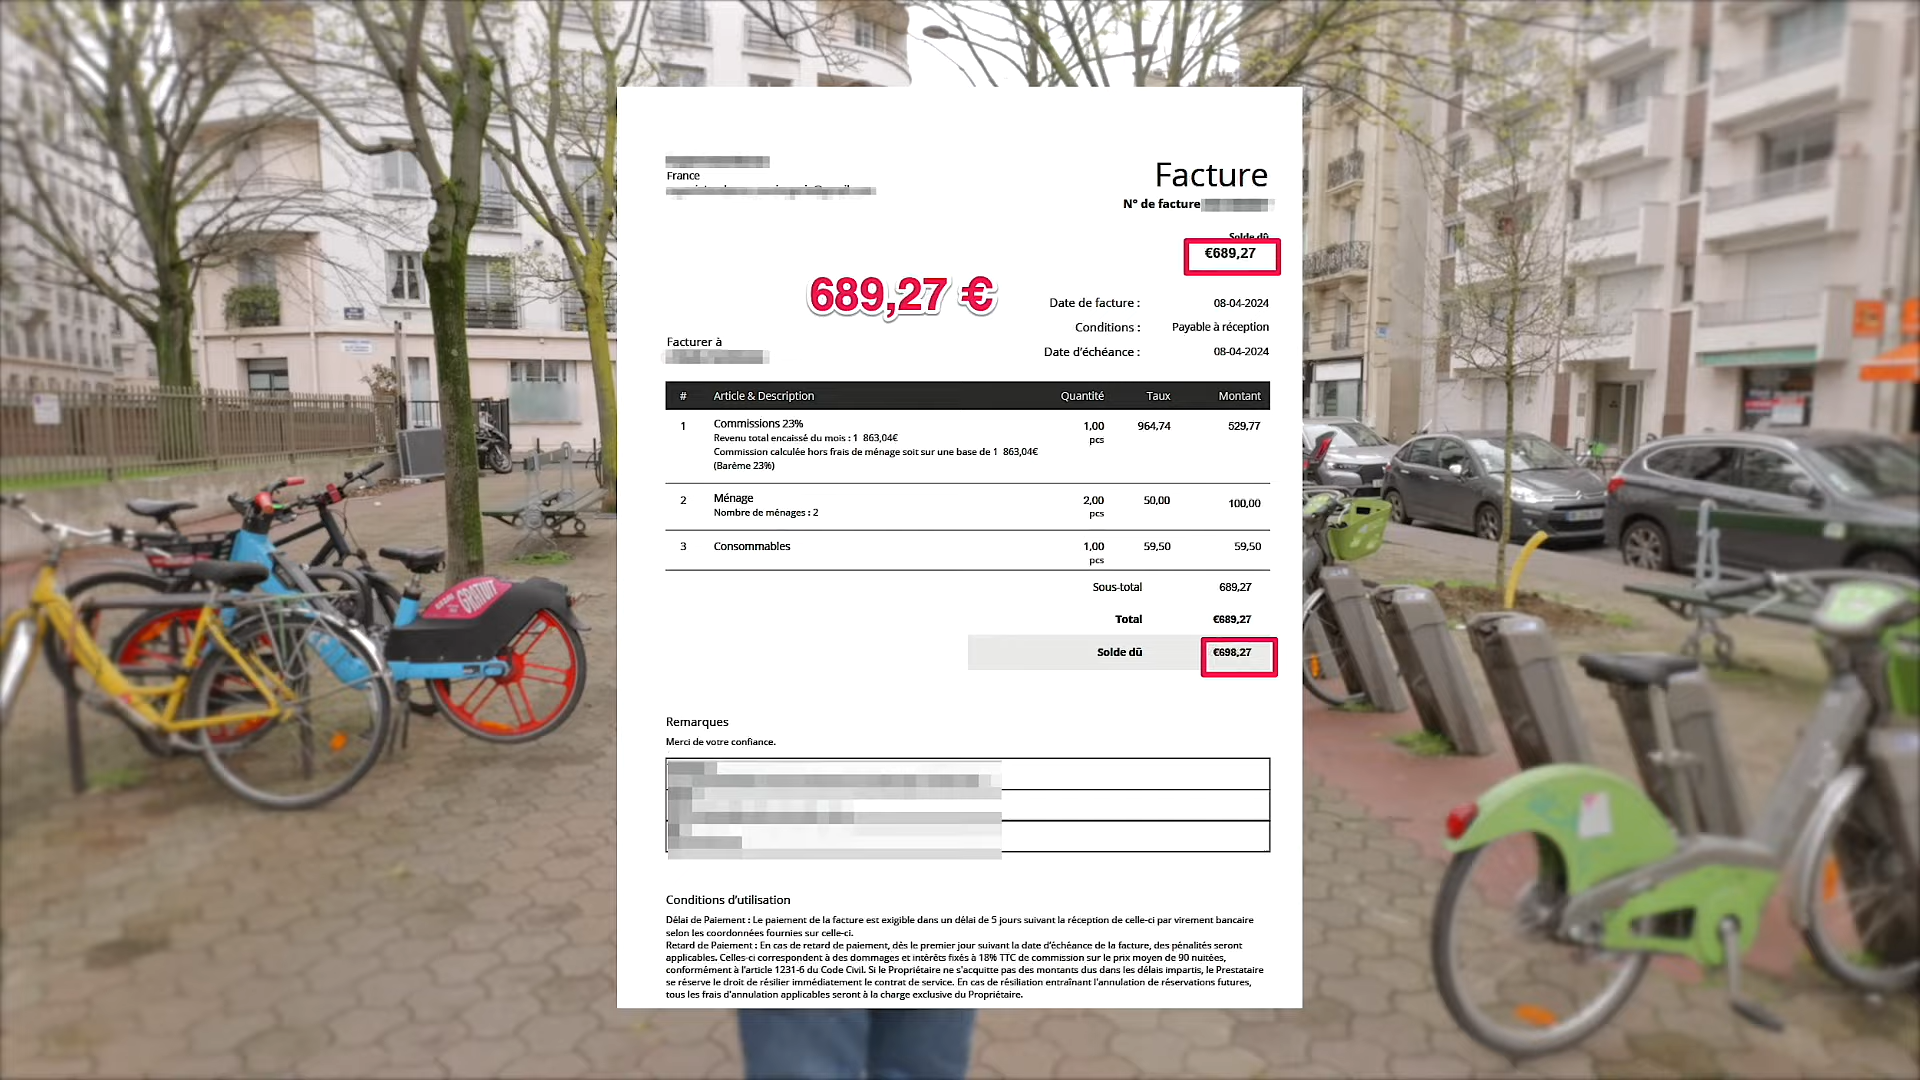 France
Facture
N° de facture
Solde dû
€689,27
689,27 €
Date de facture : 08-04-2024
Conditions : Payable à réception
Facturer à
Date d'échéance : 08-04-2024
# Article & Description Quantité Taux Montant
1 Commissions 23% 1,00 964,74 529,77
Revenu total encaissé du mois : 1 863,04€ pcs
Commission calculée hors frais de ménage soit sur une base de 1 863,04€
(Barème 23%)
2 Ménage 2,00 50,00 100,00
Nombre de ménages : 2 pcs
3 Consommables 1,00 59,50 59,50
pcs
Sous-total 689,27
Total €689,27
Solde dû €698,27
Remarques
Merci de votre confiance.
Conditions d'utilisation
Délai de Paiement : Le paiement de la facture est exigible dans un délai de 5 jours suivant la réception de celle-ci par virement bancaire
selon les coordonnées fournies sur celle-ci.
Retard de Paiement : En cas de retard de paiement, dès le premier jour suivant la date d'échéance de la facture, des pénalités seront
applicables. Celles-ci correspondent à des dommages et intérêts fixés à 18% TTC de commission sur le prix moyen de 90 nuitées,
conformément à l'article 1231-6 du Code Civil. Si le Propriétaire ne s'acquitte pas des montants dus dans les délais impartis, le Prestataire
se réserve le droit de résilier immédiatement le contrat de service. En cas de résiliation entraînant l'annulation de réservations futures,
tous les frais d'annulation applicables seront à la charge exclusive du Propriétaire.
GRATUIT